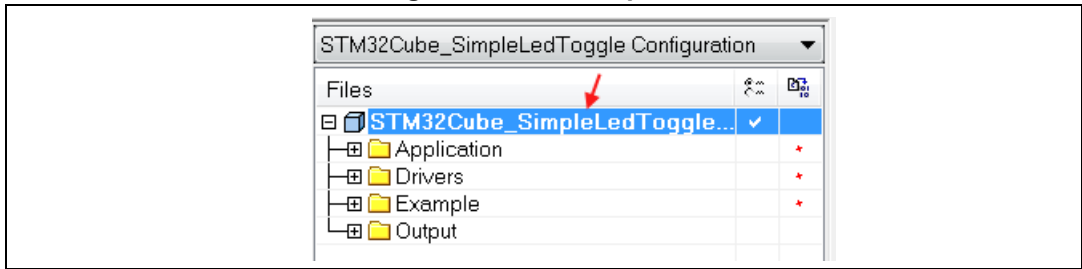 STM32Cube_SimpleLedToggle Configuration
Files
STM32Cube_SimpleLedToggle...
Application
Drivers
Example
Output